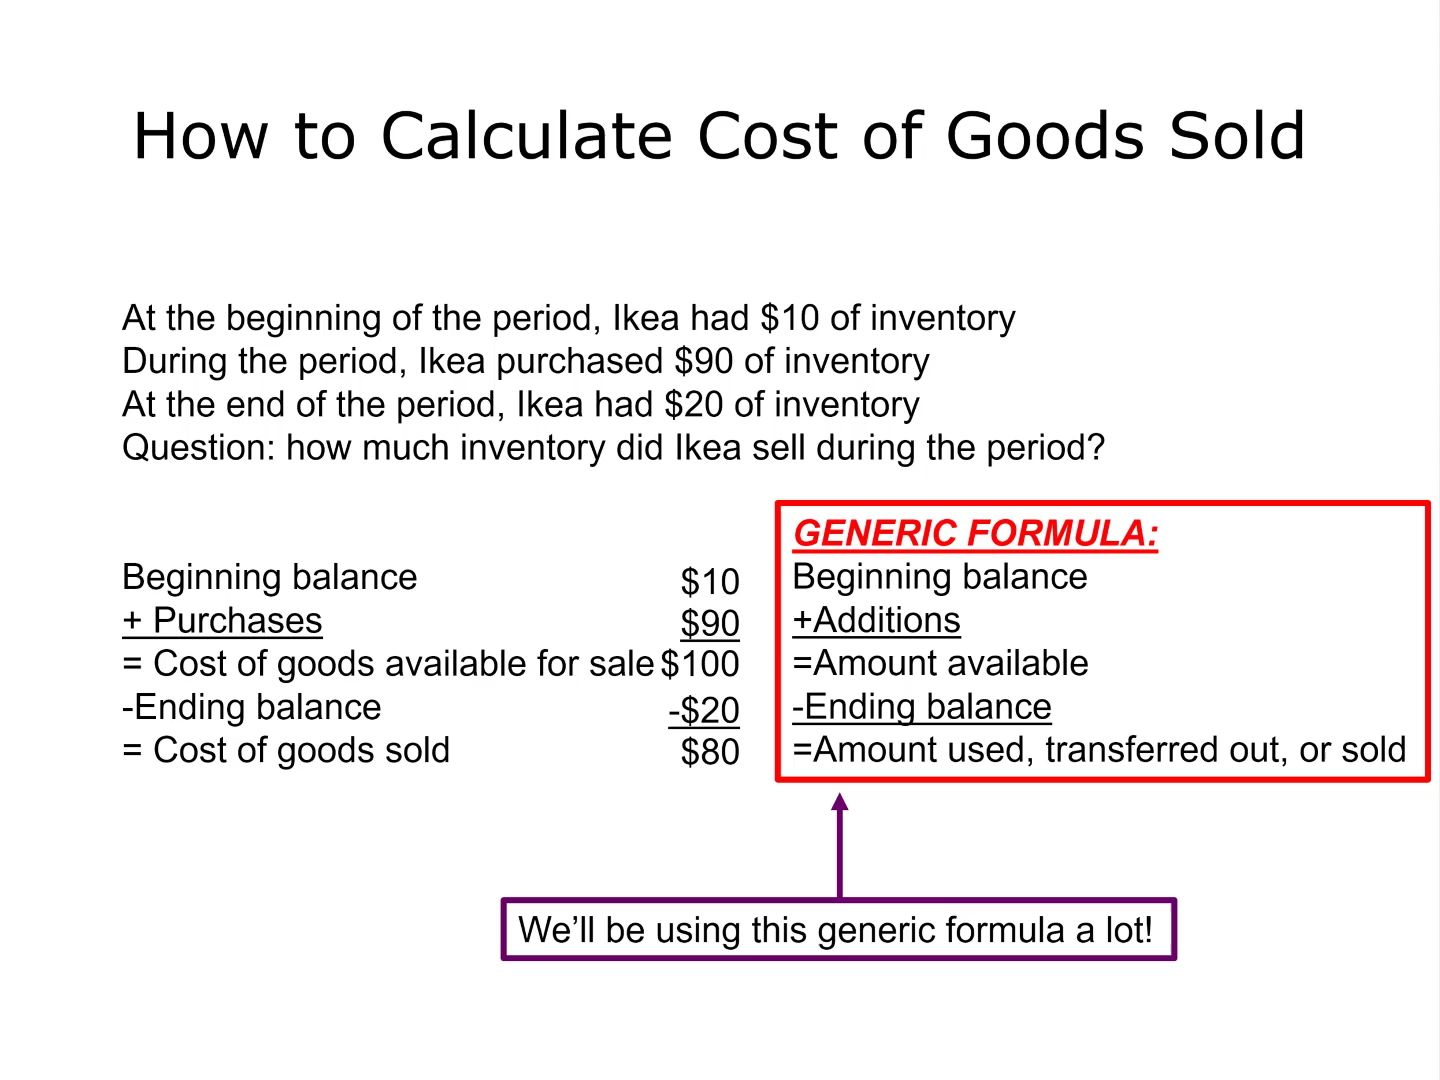 How to Calculate Cost of Goods Sold
At the beginning of the period, Ikea had $10 of inventory
During the period, Ikea purchased $90 of inventory
At the end of the period, Ikea had $20 of inventory
Question: how much inventory did Ikea sell during the period?
Beginning balance $10
+ Purchases $90
= Cost of goods available for sale $100
-Ending balance -$20
= Cost of goods sold $80
GENERIC FORMULA:
Beginning balance
+Additions
=Amount available
-Ending balance
=Amount used, transferred out, or sold
We’ll be using this generic formula a lot!